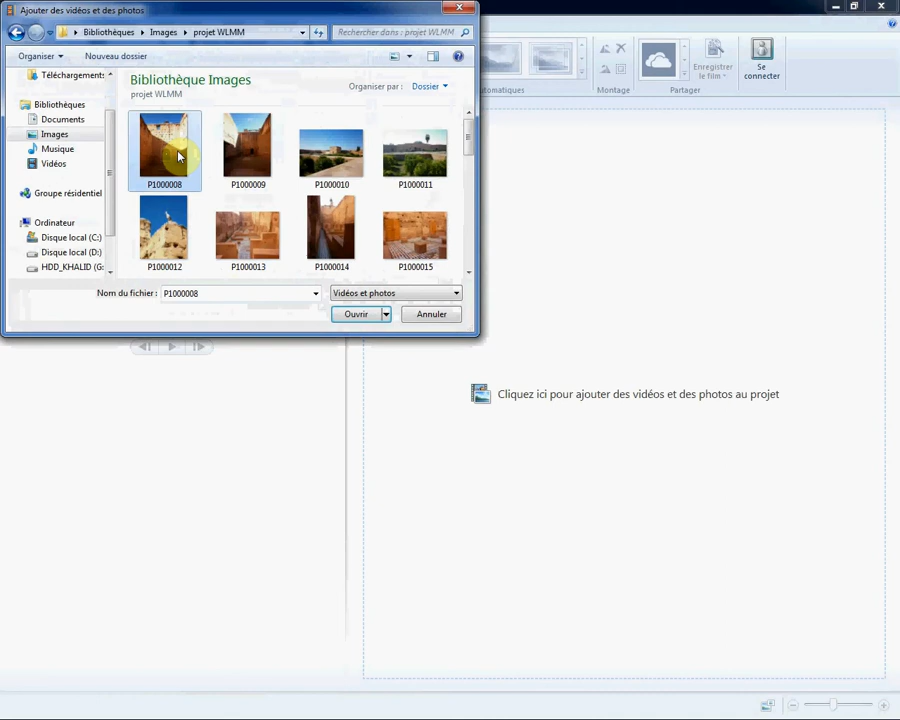 Ajouter des vidéos et des photos
Bibliothèques Images projet WLMM
Rechercher dans : projet WLMM
Organiser Nouveau dossier
Téléchargements
Bibliothèques
Documents
Images
Musique
Vidéos
Groupe résidentiel
Ordinateur
Disque local (C:)
Disque local (D:)
HDD_KHALID (G:
Bibliothèque Images
projet WLMM
Organiser par : Dossier
P1000008 P1000009 P1000010 P1000011
P1000012 P1000013 P1000014 P1000015
Nom du fichier : P1000008 Vidéos et photos
Ouvrir Annuler
Enregistrer
le film
Se
connecter
utomatiques Montage Partager
Cliquez ici pour ajouter des vidéos et des photos au projet